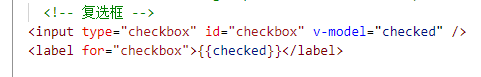 <!-- 复选框 -->
<input type="checkbox" id="checkbox" v-model="checked" />
<label for="checkbox">{{checked}}</label>